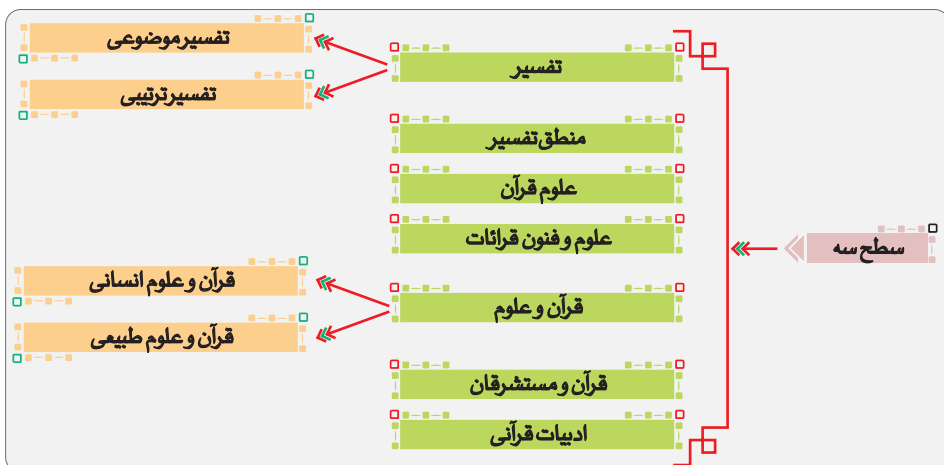 سطح سه
تفسیر
تفسیر موضوعی
تفسیر ترتیبی
منطق تفسیر
علوم قرآن
علوم و فنون قرائات
قرآن و علوم
قرآن و علوم انسانی
قرآن و علوم طبیعی
قرآن و مستشرقان
ادبیات قرآنی